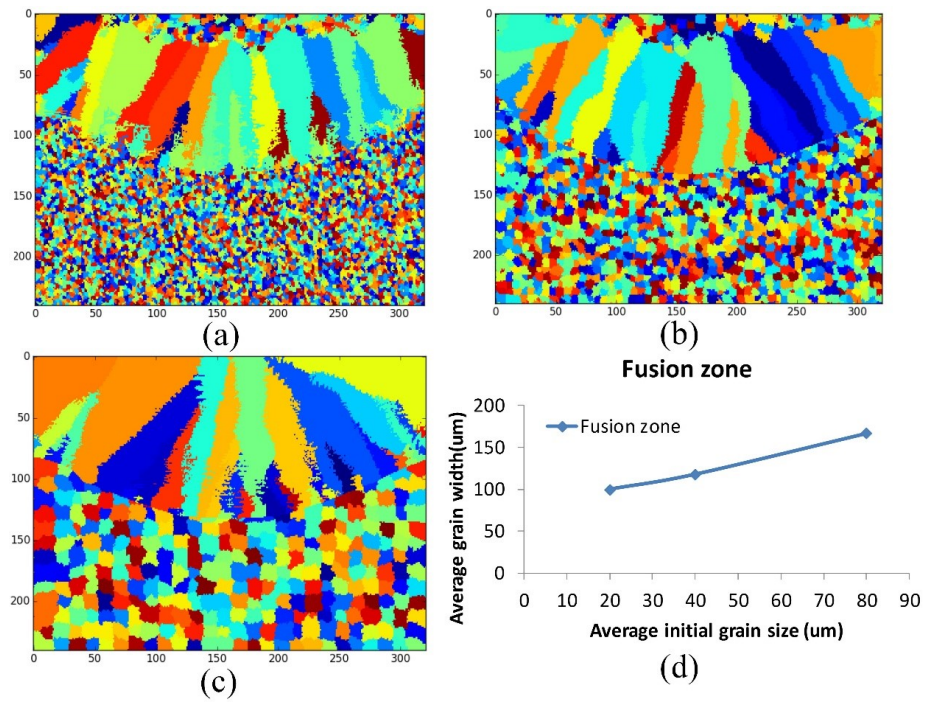 0
50
100
150
200
0 50 100 150 200 250 300
(a)
0
50
100
150
200
0 50 100 150 200 250 300
(b)
0
50
100
150
200
0 50 100 150 200 250 300
(c)
Fusion zone
200
150
100
50
0
Fusion zone
Average grain width(um)
0 10 20 30 40 50 60 70 80 90
Average initial grain size (um)
(d)